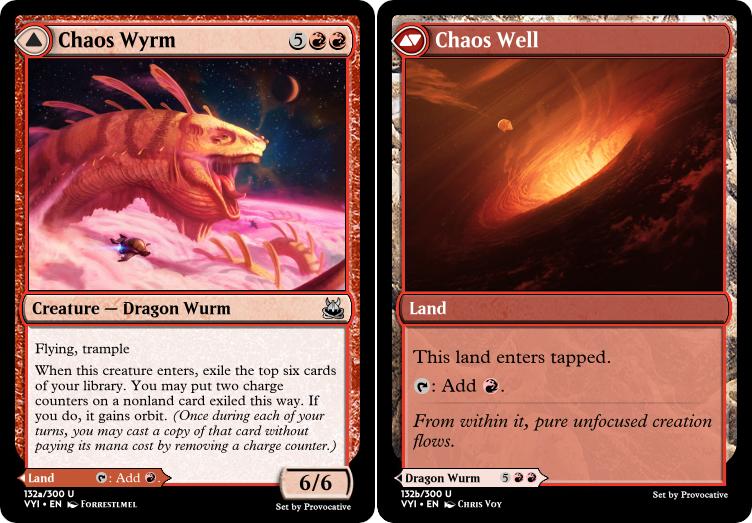 Chaos Wyrm 5
Creature — Dragon Wurm
Flying, trample
When this creature enters, exile the top six cards
of your library. You may put two charge
counters on a nonland card exiled this way. If
you do, it gains orbit. (Once during each of your
turns, you may cast a copy of that card without
paying its mana cost by removing a charge counter.)
Land : Add .
6/6
132a/300 U
VYI • EN Forrestlmel
Set by Provocative
Chaos Well
Land
This land enters tapped.
: Add .
From within it, pure unfocused creation
flows.
Dragon Wurm 5
132b/300 U
VYI • EN Chris Voy
Set by Provocative